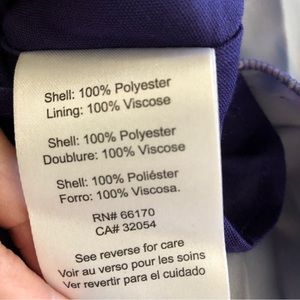 Shell: 100% Polyester
Lining: 100% Viscose
Shell: 100% Polyester
Doublure: 100% Viscose
Shell: 100% Poliéster
Forro: 100% Viscosa.
RN# 66170
CA# 32054
See reverse for care
Voir au verso pour les soins
Ver revertir para el cuidado